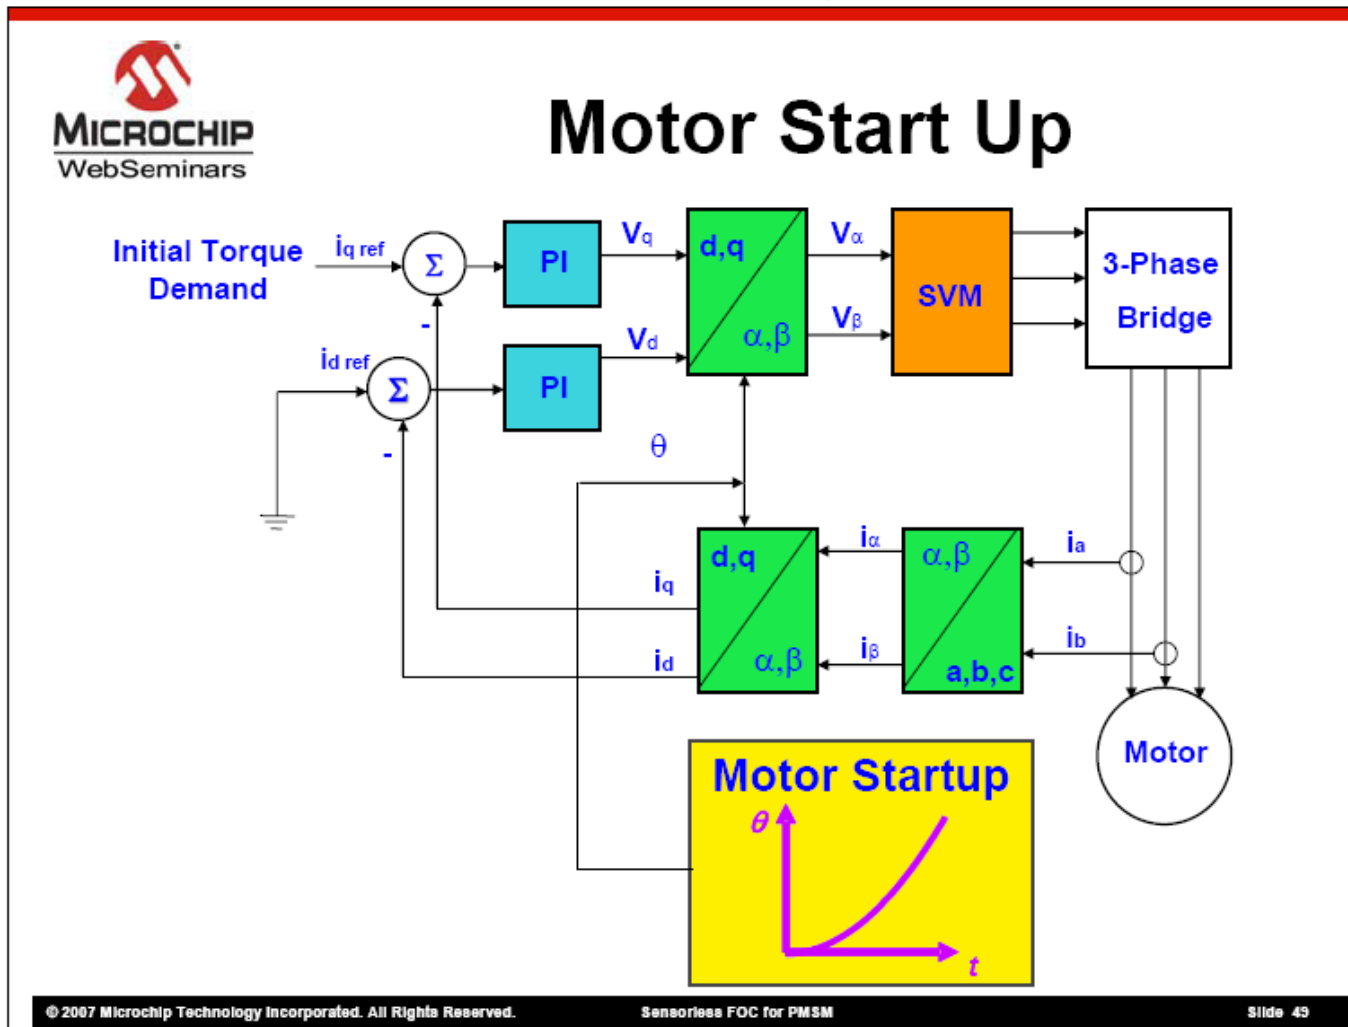 MICROCHIP
WebSeminars
Motor Start Up
Initial Torque
Demand
iq ref
Σ
-
PI
Vq
d,q
α,β
Vα
Vβ
SVM
3-Phase
Bridge
id ref
Σ
-
PI
Vd
θ
d,q
α,β
iα
iβ
α,β
a,b,c
ia
ib
iq
id
Motor
Motor Startup
θ
t
© 2007 Microchip Technology Incorporated. All Rights Reserved.
Sensorless FOC for PMSM
Slide 49